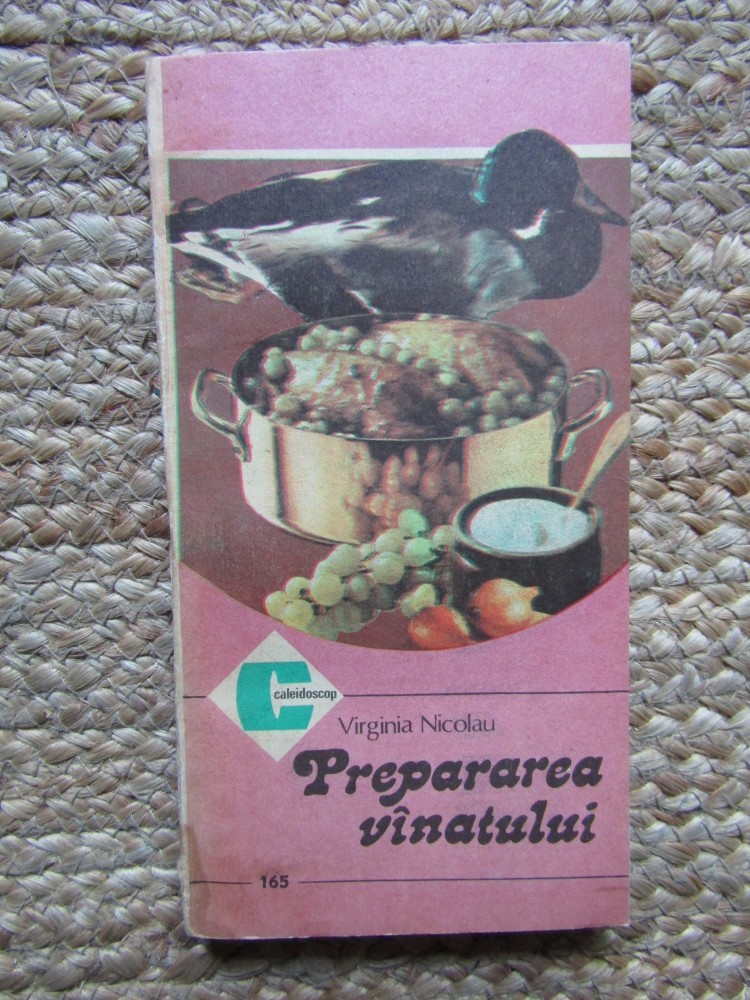 caleidoscop
Virginia Nicolau
Prepararea
vînatului
165